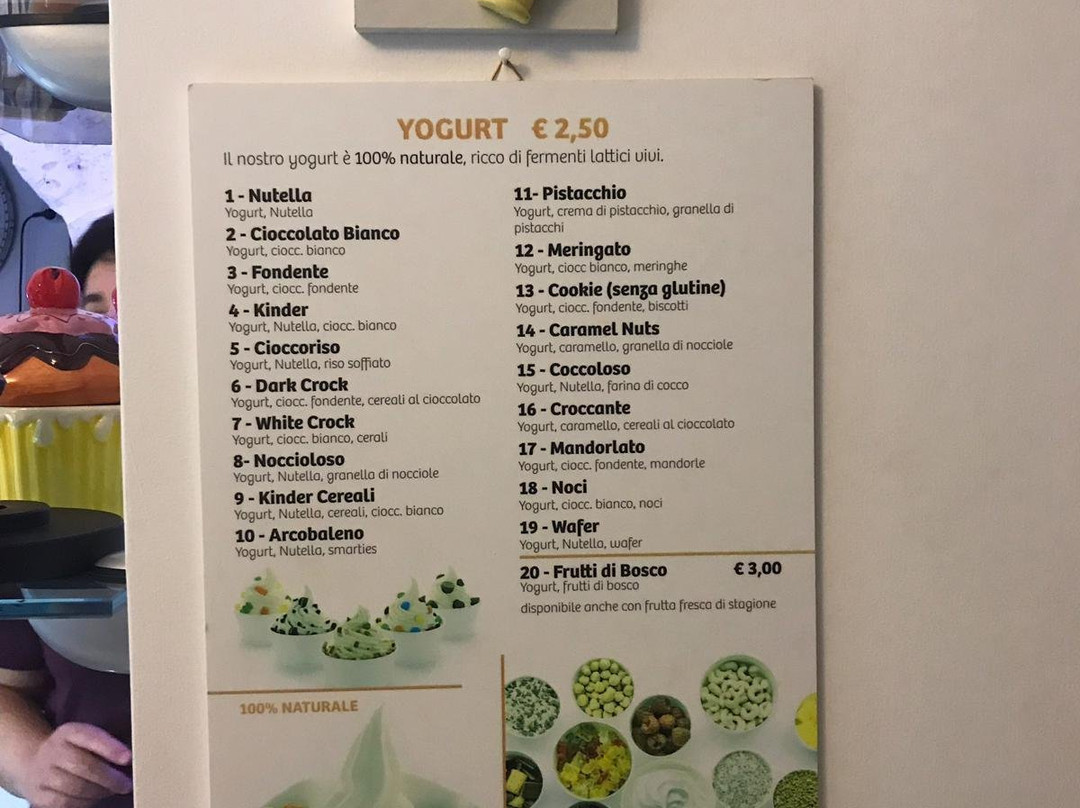 YOGURT € 2,50
Il nostro yogurt è 100% naturale, ricco di fermenti lattici vivi.
1 - Nutella
Yogurt, Nutella
2 - Cioccolato Bianco
Yogurt, ciocc. bianco
3 - Fondente
Yogurt, ciocc. fondente
4 - Kinder
Yogurt, Nutella, ciocc. bianco
5 - Cioccoriso
Yogurt, Nutella, riso soffiato
6 - Dark Crock
Yogurt, ciocc. fondente, cereali al cioccolato
7 - White Crock
Yogurt, ciocc. bianco, cerali
8- Noccioloso
Yogurt, Nutella, granella di nocciole
9 - Kinder Cereali
Yogurt, Nutella, cereali, ciocc. bianco
10 - Arcobaleno
Yogurt, Nutella, smarties
11- Pistacchio
Yogurt, crema di pistacchio, granella di
pistacchi
12 - Meringato
Yogurt, ciocc bianco, meringhe
13 - Cookie (senza glutine)
Yogurt, ciocc. fondente, biscotti
14 - Caramel Nuts
Yogurt, caramello, granella di nocciole
15 - Coccoloso
Yogurt, Nutella, farina di cocco
16 - Croccante
Yogurt, caramello, cereali al cioccolato
17 - Mandorlato
Yogurt, ciocc. fondente, mandorle
18 - Noci
Yogurt, ciocc. bianco, noci
19 - Wafer
Yogurt, Nutella, wafer
20 - Frutti di Bosco € 3,00
Yogurt, frutti di bosco
disponibile anche con frutta fresca di stagione
100% NATURALE